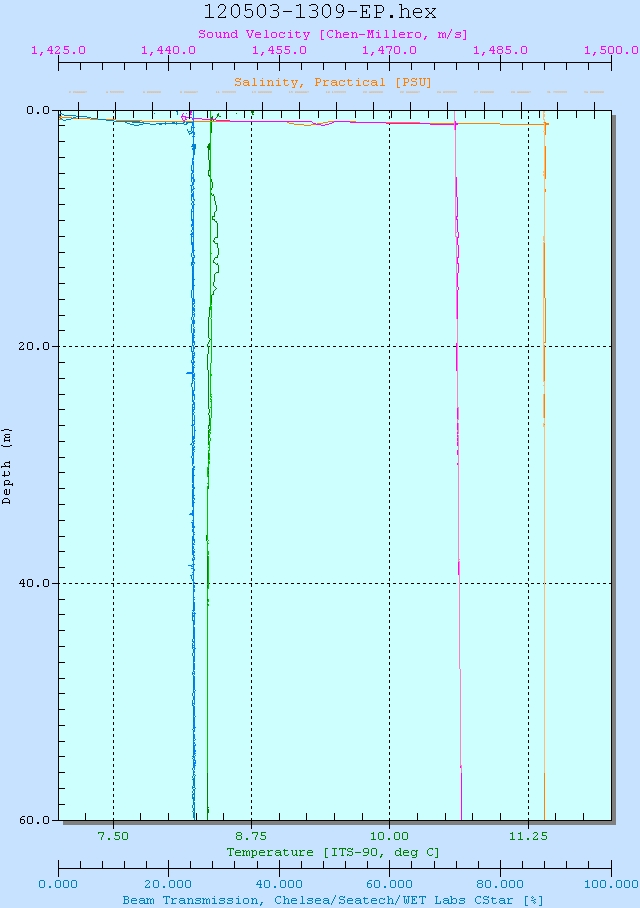 120503-1309-EP.hex
Sound Velocity [Chen-Millero, m/s]
1,425.0 1,440.0 1,455.0 1,470.0 1,485.0 1,500.0
Salinity, Practical [PSU]
0.0
20.0
Depth (m)
40.0
60.0
7.50 8.75 10.00 11.25
Temperature [ITS-90, deg C]
0.000 20.000 40.000 60.000 80.000 100.000
Beam Transmission, Chelsea/Seatech/WET Labs CStar [%]